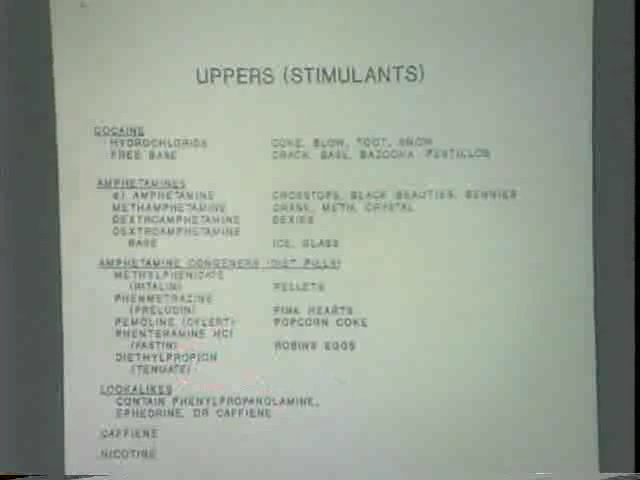 UPPERS (STIMULANTS)
COCAINE
HYDROCHLORIDE COKE, BLOW, TOOT, SNOW
FREE BASE CRACK, BASE, BAZOOKA, PESTILLOS
AMPHETAMINES
AMPHETAMINE CROSSTOPS, BLACK BEAUTIES, BENNIES
METHAMPHETAMINE CRANK, METH, CRYSTAL
DEXTROAMPHETAMINE DEXIES
DEXTROAMPHETAMINE
BASE ICE, GLASS
AMPHETAMINE CONGENERS (DIET PILLS)
METHYLPHENIDATE
(RITALIN) PELLETS
PHENMETRAZINE
(PRELUDIN) PINK HEARTS
PEMOLINE (CYLERT) POPCORN COKE
PHENTERAMINE HCI
(FASTIN) ROBINS EGGS
DIETHYLPROPION
(TENUATE)
LOOKALIKES
CONTAIN PHENYLPROPANOLAMINE,
EPHEDRINE, OR CAFFIENE
CAFFIENE
NICOTINE